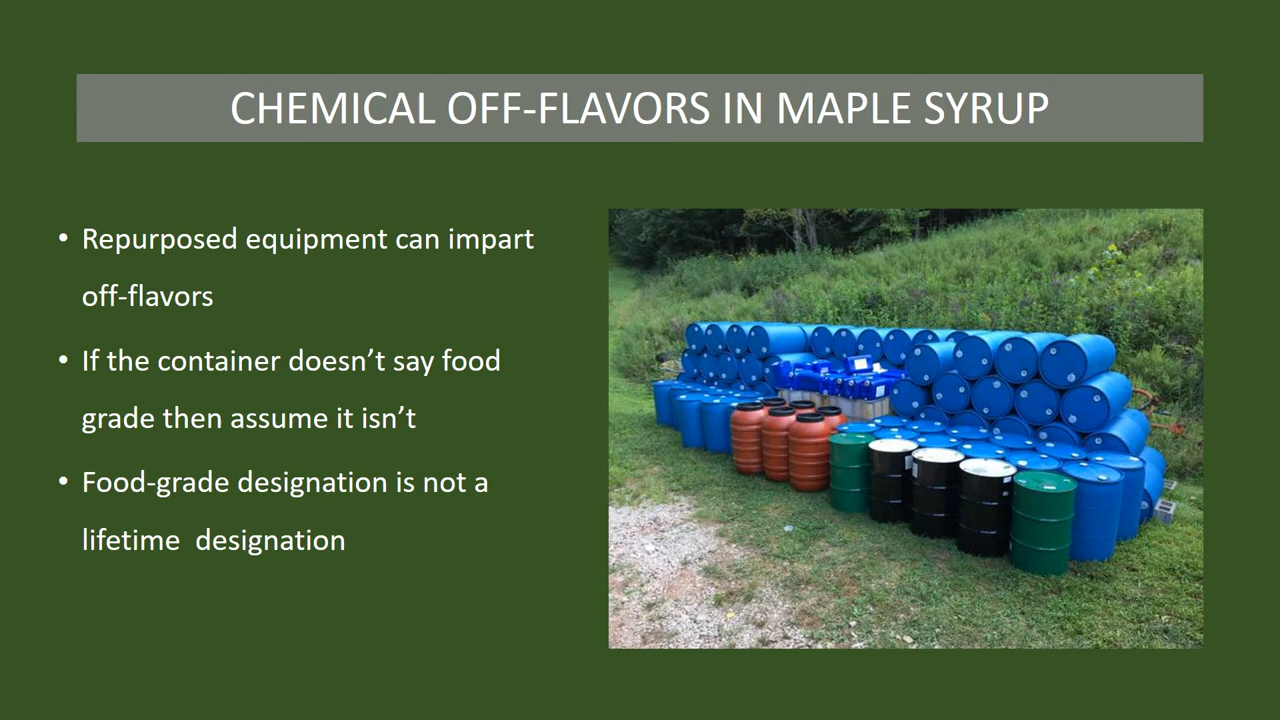 CHEMICAL OFF-FLAVORS IN MAPLE SYRUP
• Repurposed equipment can impart
off-flavors
• If the container doesn’t say food
grade then assume it isn’t
• Food-grade designation is not a
lifetime  designation